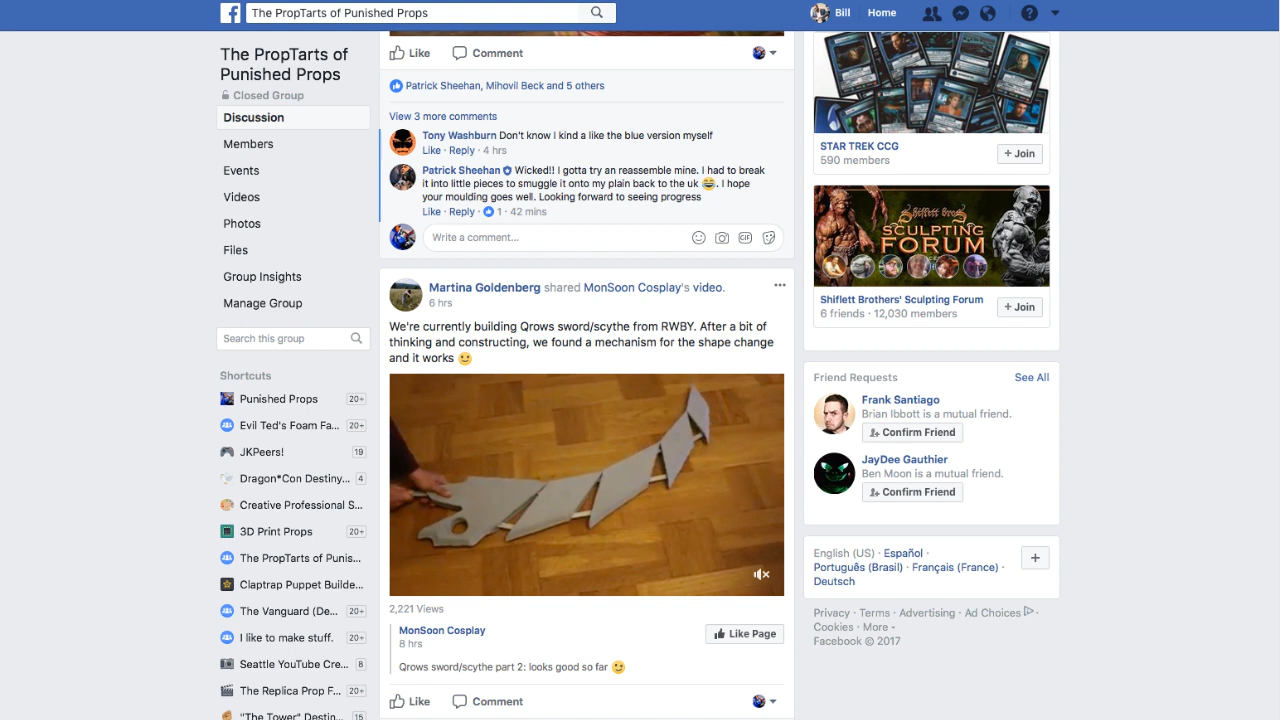 The PropTarts of Punished Props
Bill
Home
The PropTarts of
Punished Props
Closed Group
Discussion
Members
Events
Videos
Photos
Files
Group Insights
Manage Group
Search this group
Shortcuts
Punished Props 20+
Evil Ted's Foam Fa... 20+
JKPeers! 19
Dragon*Con Destiny... 4
Creative Professional S...
3D Print Props 20+
The PropTarts of Punis...
Claptrap Puppet Builde...
The Vanguard (De... 20+
I like to make stuff. 20+
Seattle YouTube Cre... 8
The Replica Prop F... 20+
"The Tower" Destin... 15
Like Comment
Patrick Sheehan, Mihovil Beck and 5 others
View 3 more comments
Tony Washburn Don't know I kind a like the blue version myself
Like · Reply · 4 hrs
Patrick Sheehan Wicked!! I gotta try an reassemble mine. I had to break
it into little pieces to smuggle it onto my plain back to the uk 😂. I hope
your moulding goes well. Looking forward to seeing progress
Like · Reply · 1 · 42 mins
Write a comment...
GIF
Martina Goldenberg shared MonSoon Cosplay's video.
6 hrs
We're currently building Qrows sword/scythe from RWBY. After a bit of
thinking and constructing, we found a mechanism for the shape change
and it works 🙂
2,221 Views
MonSoon Cosplay
8 hrs
Like Page
Qrows sword/scythe part 2: looks good so far 😉
Like Comment
STAR TREK CCG
590 members
+ Join
Shiflett Bros
SCULPTING
FORUM
Shiflett Brothers' Sculpting Forum
6 friends · 12,030 members
+ Join
Friend Requests See All
Frank Santiago
Brian Ibbott is a mutual friend.
Confirm Friend
JayDee Gauthier
Ben Moon is a mutual friend.
Confirm Friend
English (US) · Español ·
Português (Brasil) · Français (France) ·
Deutsch
Privacy · Terms · Advertising · Ad Choices ·
Cookies · More
Facebook © 2017